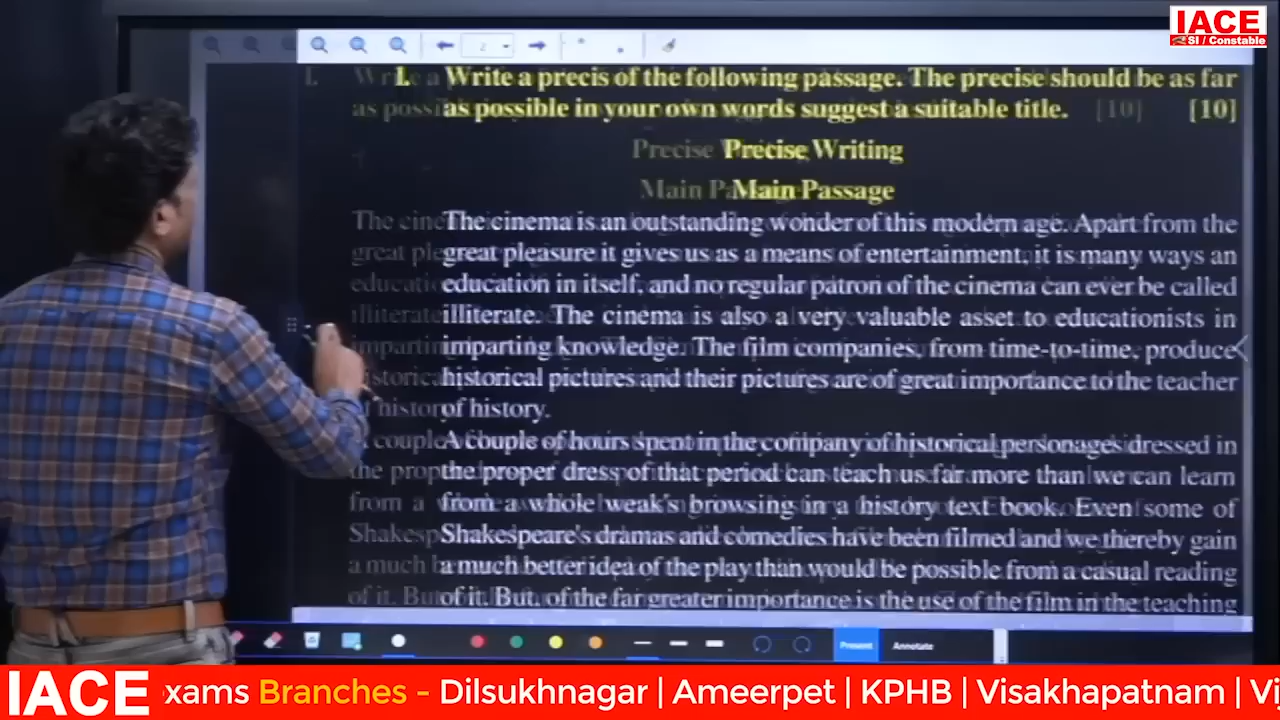 IACE
SI / Constable
2
I. Write a precis of the following passage. The precise should be as far
as possible in your own words suggest a suitable title. [10]
Precise Writing
Main Passage
The cinema is an outstanding wonder of this modern age. Apart from the
great pleasure it gives us as a means of entertainment, it is many ways an
education in itself, and no regular patron of the cinema can ever be called
illiterate. The cinema is also a very valuable asset to educationists in
imparting knowledge. The film companies, from time-to-time, produce
historical pictures and their pictures are of great importance to the teacher
of history.
A couple of hours spent in the company of historical personages dressed in
the proper dress of that period can teach us far more than we can learn
from a whole weak's browsing in a history text book. Even some of
Shakespeare's dramas and comedies have been filmed and we thereby gain
a much better idea of the play than would be possible from a casual reading
of it. But, of the far greater importance is the use of the film in the teaching
Present Annotate
IACE xams Branches - Dilsukhnagar | Ameerpet | KPHB | Visakhapatnam | Vij